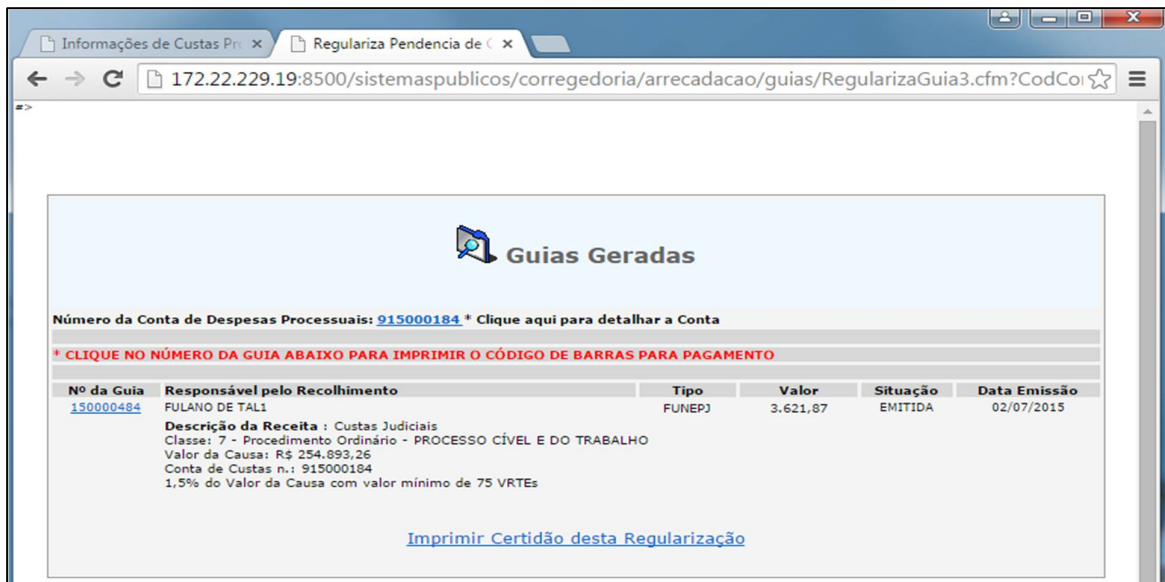 Informações de Custas Pro
Regulariza Pendencia de C
172.22.229.19:8500/sistemaspublicos/corregedoria/arrecadacao/guias/RegularizaGuia3.cfm?CodCo
#>
Guias Geradas
Número da Conta de Despesas Processuais: 915000184 * Clique aqui para detalhar a Conta
* CLIQUE NO NÚMERO DA GUIA ABAIXO PARA IMPRIMIR O CÓDIGO DE BARRAS PARA PAGAMENTO
Nº da Guia Responsável pelo Recolhimento Tipo Valor Situação Data Emissão
150000484 FULANO DE TAL1 FUNEPJ 3.621,87 EMITIDA 02/07/2015
Descrição da Receita : Custas Judiciais
Classe: 7 - Procedimento Ordinário - PROCESSO CÍVEL E DO TRABALHO
Valor da Causa: R$ 254.893,26
Conta de Custas n.: 915000184
1,5% do Valor da Causa com valor mínimo de 75 VRTEs
Imprimir Certidão desta Regularização